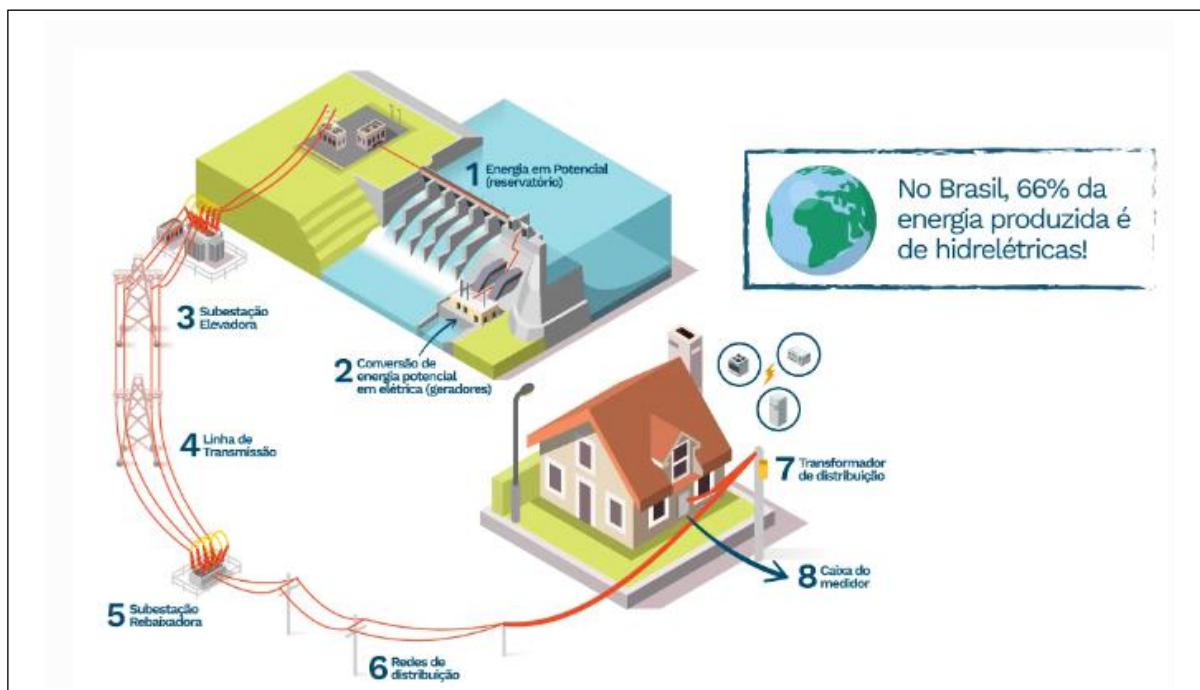 1 Energia em Potencial
(reservatório)
No Brasil, 66% da
energia produzida é
de hidrelétricas!
3 Subestação
Elevadora
2 Conversão de
energia potencial
em elétrica (geradores)
4 Linha de
Transmissão
7 Transformador
de distribuição
8 Caixa do
medidor
5 Subestação
Rebaixadora
6 Redes de
distribuição